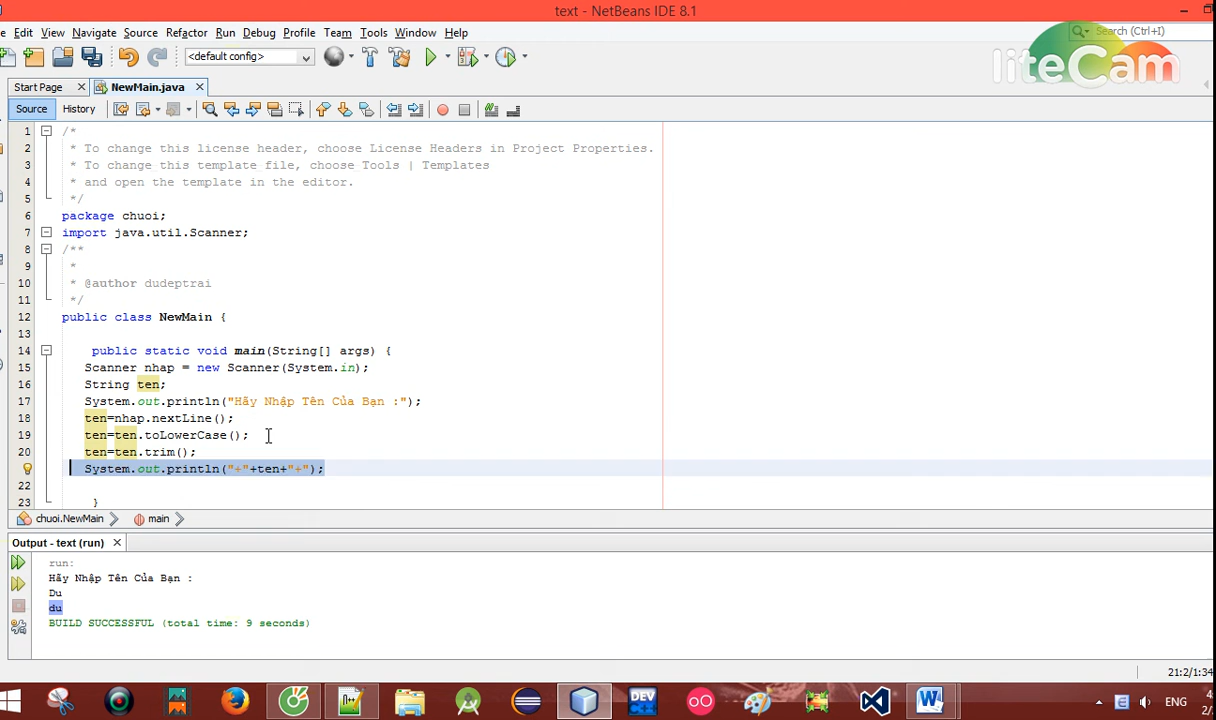 text - NetBeans IDE 8.1
e Edit View Navigate Source Refactor Run Debug Profile Team Tools Window Help
Search (Ctrl+I)
<default config>
liteCam
Start Page NewMain.java
Source History
1 /*
2 * To change this license header, choose License Headers in Project Properties.
3 * To change this template file, choose Tools | Templates
4 * and open the template in the editor.
5 */
6 package chuoi;
7 import java.util.Scanner;
8 /**
9 *
10 * @author dudeptrai
11 */
12 public class NewMain {
13
14 public static void main(String[] args) {
15 Scanner nhap = new Scanner(System.in);
16 String ten;
17 System.out.println("Hãy Nhập Tên Của Bạn :");
18 ten=nhap.nextLine();
19 ten=ten.toLowerCase();
20 ten=ten.trim();
System.out.println("+"+ten+"+");
22
23 }
chuoi.NewMain main
Output - text (run)
run:
Hãy Nhập Tên Của Bạn :
Du
du
BUILD SUCCESSFUL (total time: 9 seconds)
21:2/1:34
DEV C++
ENG